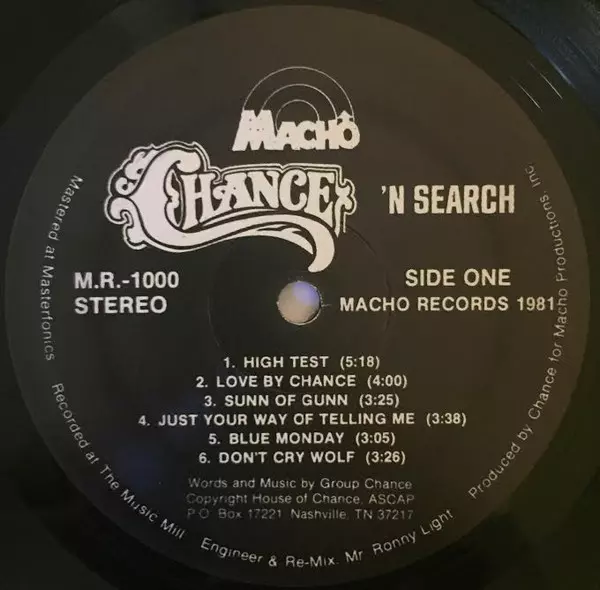 MACHO
CHANCE 'N SEARCH
M.R.-1000
STEREO
SIDE ONE
MACHO RECORDS 1981
1. HIGH TEST (5:18)
2. LOVE BY CHANCE (4:00)
3. SUNN OF GUNN (3:25)
4. JUST YOUR WAY OF TELLING ME (3:38)
5. BLUE MONDAY (3:05)
6. DON'T CRY WOLF (3:26)
Words and Music by Group Chance
Copyright House of Chance, ASCAP
P.O. Box 17221 Nashville, TN 37217
Mastered at Masterfonics
Recorded at The Music Mill
Engineer & Re-Mix. Mr. Ronny Light
Produced by Chance for Macho Productions, Inc.